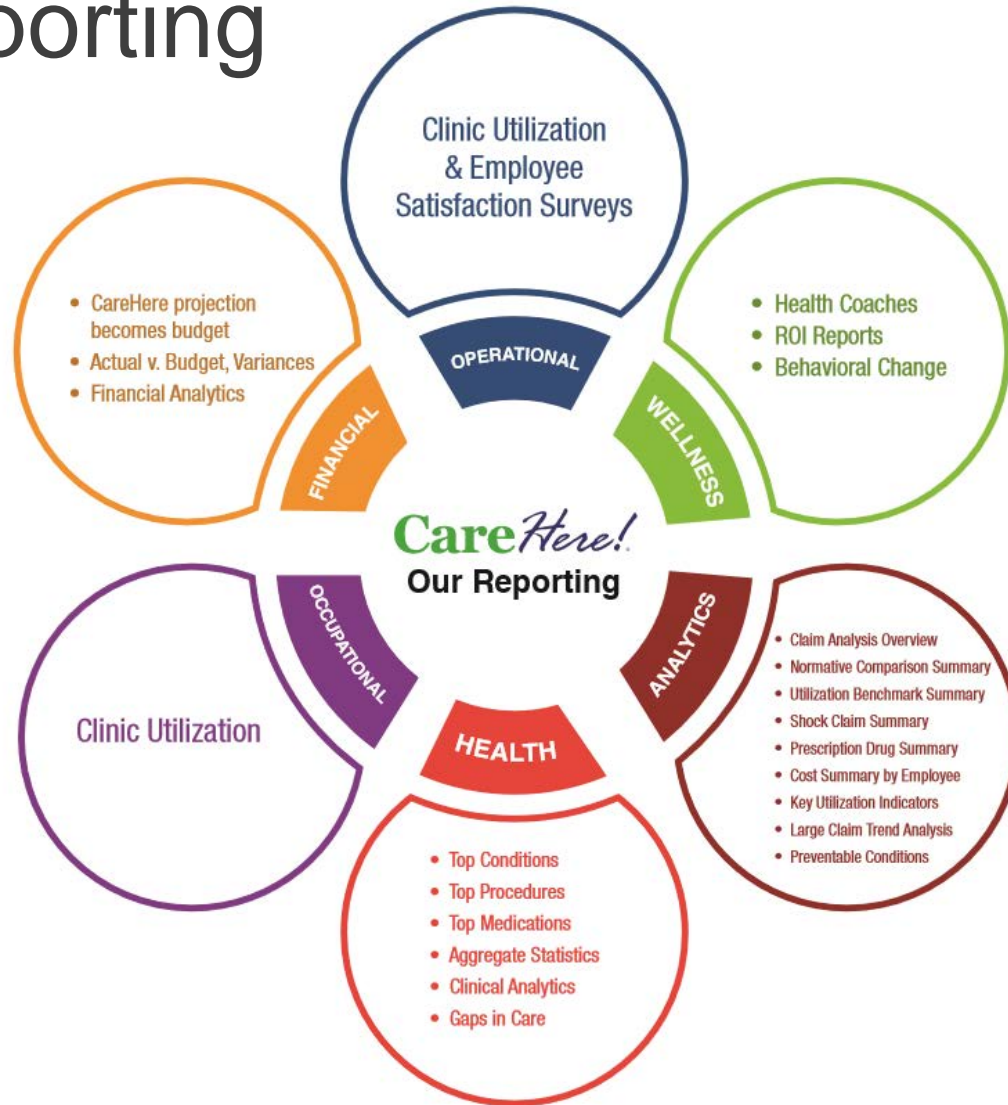 porting
Clinic Utilization
& Employee
Satisfaction Surveys
OPERATIONAL
• Health Coaches
• ROI Reports
• Behavioral Change
WELLNESS
• Claim Analysis Overview
• Normative Comparison Summary
• Utilization Benchmark Summary
• Shock Claim Summary
• Prescription Drug Summary
• Cost Summary by Employee
• Key Utilization Indicators
• Large Claim Trend Analysis
• Preventable Conditions
ANALYTICS
HEALTH
• Top Conditions
• Top Procedures
• Top Medications
• Aggregate Statistics
• Clinical Analytics
• Gaps in Care
OCCUPATIONAL
Clinic Utilization
• CareHere projection
becomes budget
• Actual v. Budget, Variances
• Financial Analytics
FINANCIAL
CareHere!
Our Reporting